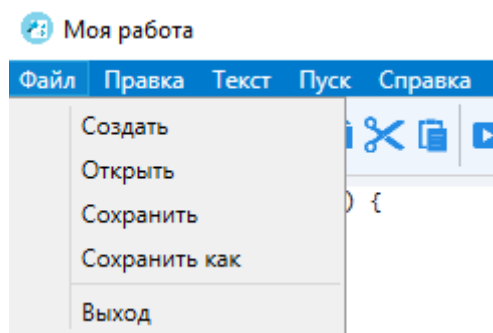 Моя работа
Файл Правка Текст Пуск Справка
Создать
Открыть
) {
Сохранить
Сохранить как
Выход